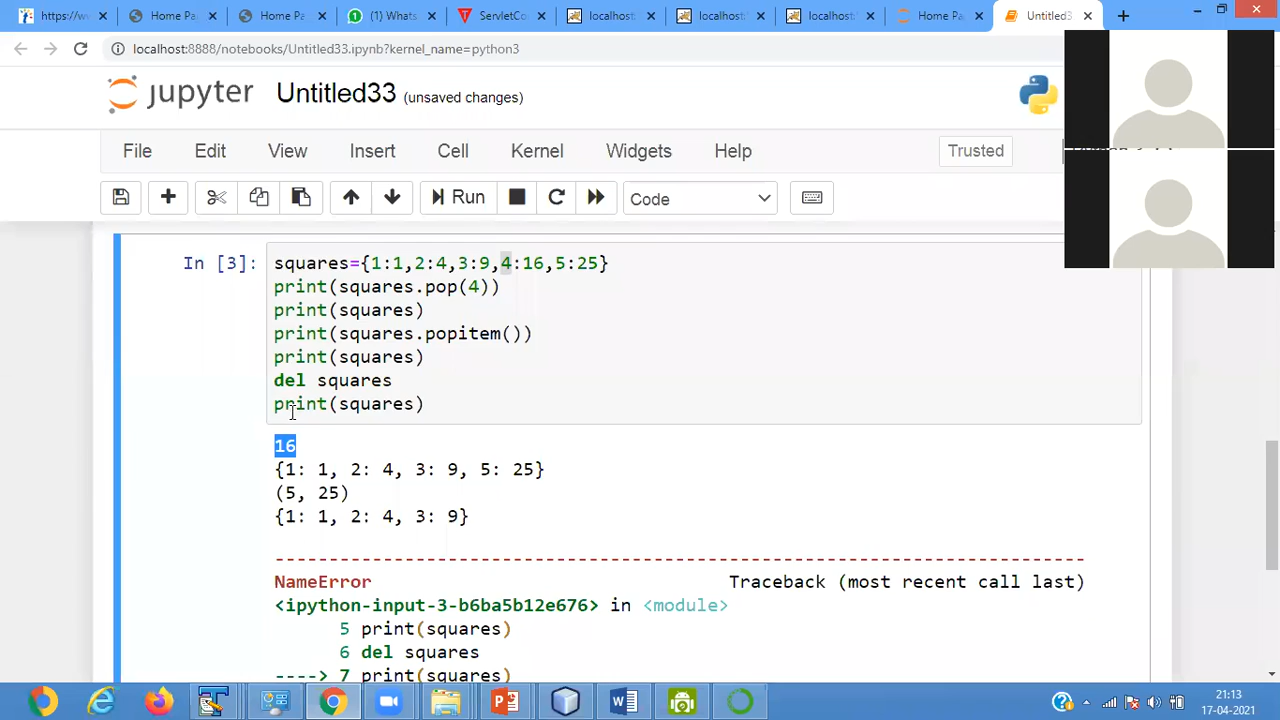 https://wv
Home Pa
Home Pa
(1) Whats
ServletCo
localhost:
localhost:
localhost:
Home Pa
Untitled3
localhost:8888/notebooks/Untitled33.ipynb?kernel_name=python3
jupyter Untitled33 (unsaved changes)
File Edit View Insert Cell Kernel Widgets Help Trusted
Run Code
In [3]: squares={1:1,2:4,3:9,4:16,5:25}
print(squares.pop(4))
print(squares)
print(squares.popitem())
print(squares)
del squares
print(squares)
16
{1: 1, 2: 4, 3: 9, 5: 25}
(5, 25)
{1: 1, 2: 4, 3: 9}
---------------------------------------------------------------------------
NameError Traceback (most recent call last)
<ipython-input-3-b6ba5b12e676> in <module>
5 print(squares)
6 del squares
----> 7 print(squares)
21:13
17-04-2021